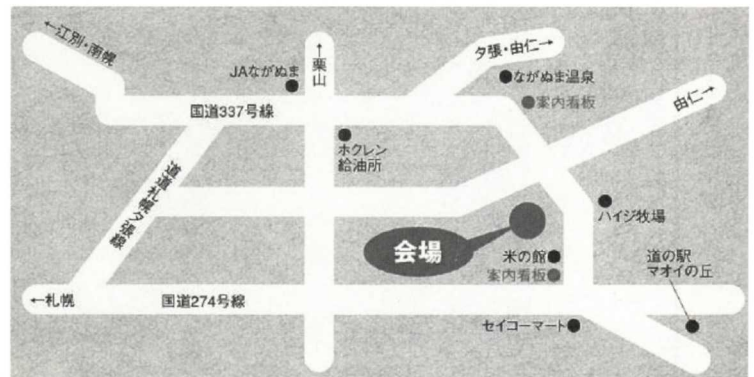 ←江別・南幌
JAながぬま
↑栗山
夕張・由仁→
ながぬま温泉
案内看板
由仁→
国道337号線
ホクレン
給油所
道道札幌夕張線
ハイジ牧場
会場
米の館
案内看板
道の駅
マオイの丘
←札幌
国道274号線
セイコーマート